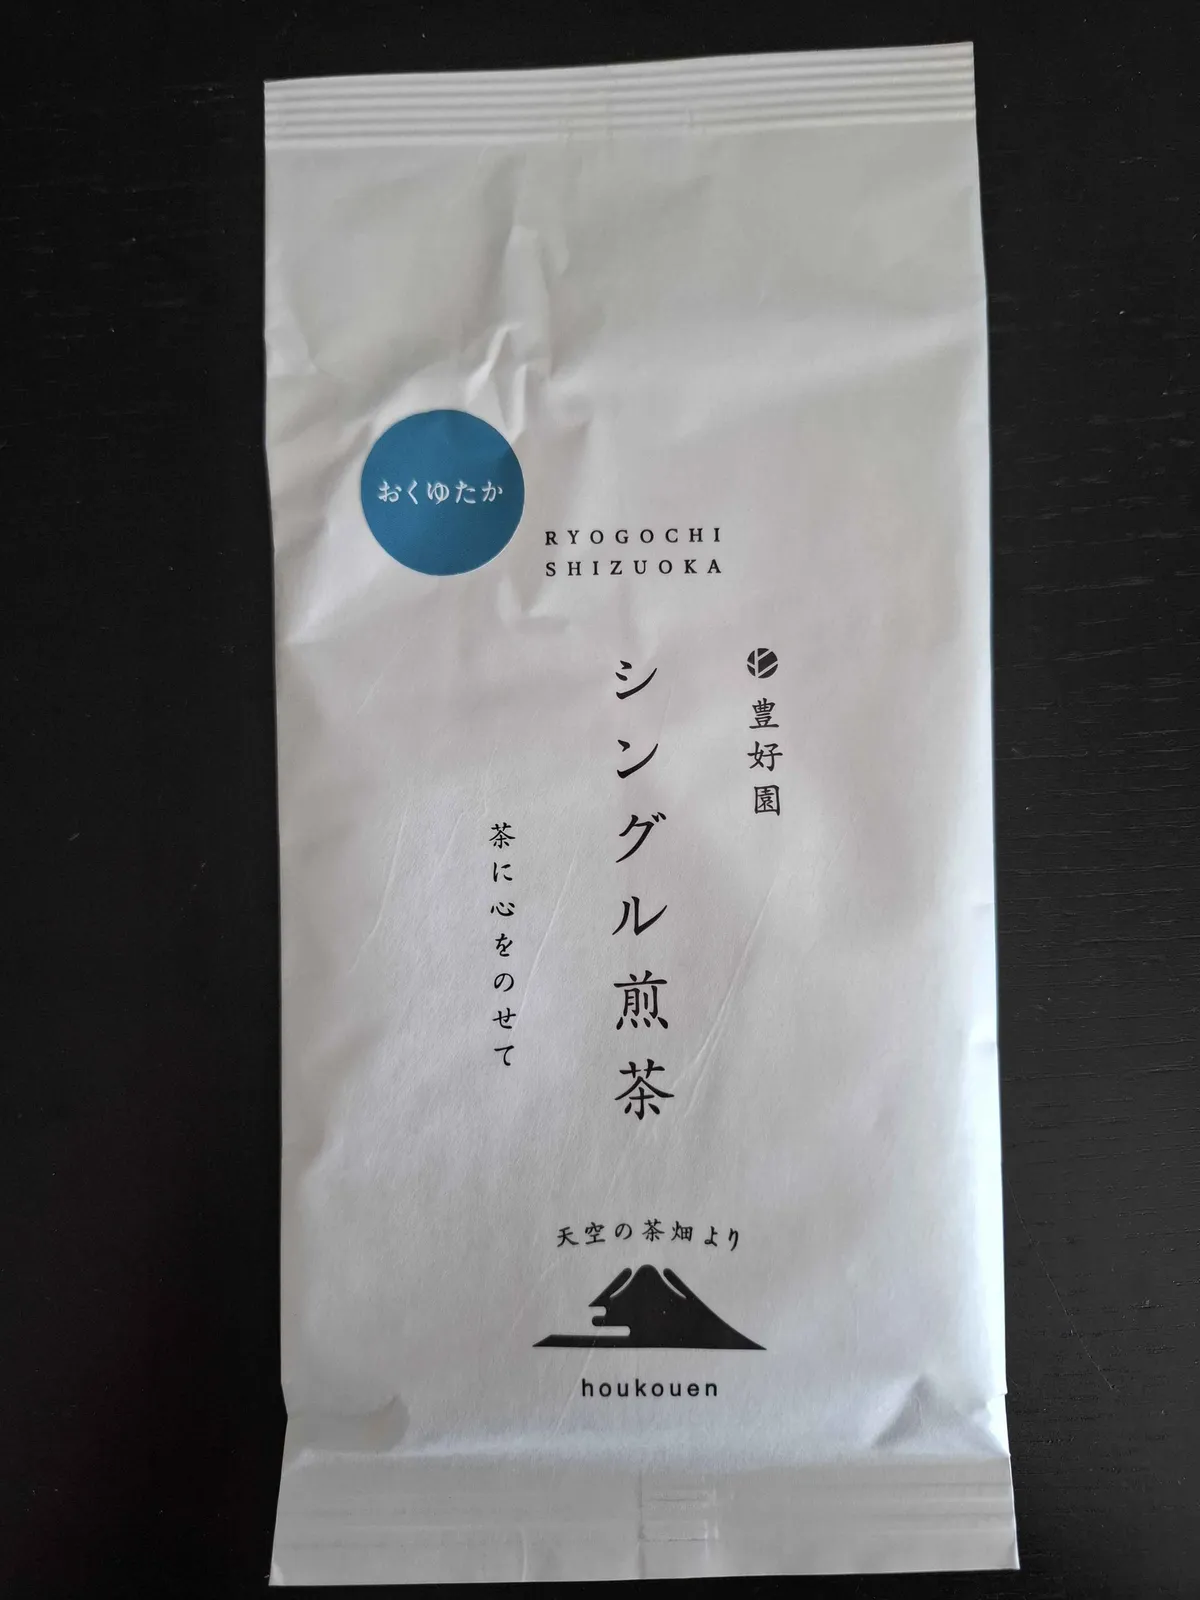 おくゆたか
RYOGOCHI
SHIZUOKA
豊好園
シングル煎茶
茶に心をのせて
天空の茶畑より
houkouen